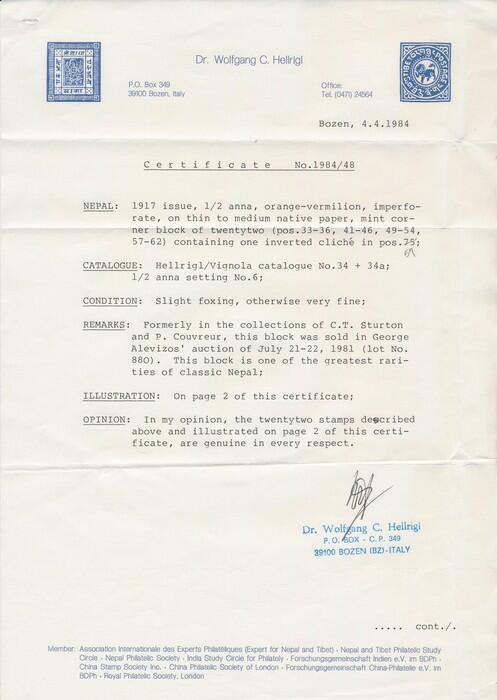 Dr. Wolfgang C. Hellrigl
P.O. Box 349
39100 Bozen, Italy
Office:
Tel. (0471) 24564
Bozen, 4.4.1984
Certificate No.1984/48
NEPAL: 1917 issue, 1/2 anna, orange-vermilion, imperfo-
rate, on thin to medium native paper, mint cor-
ner block of twentytwo (pos.33-36, 41-46, 49-54,
57-62) containing one inverted cliché in pos.75;
CATALOGUE: Hellrigl/Vignola catalogue No.34 + 34a;
1/2 anna setting No.6;
CONDITION: Slight foxing, otherwise very fine;
REMARKS: Formerly in the collections of C.T. Sturton
and P. Couvreur, this block was sold in George
Alevizos' auction of July 21-22, 1981 (lot No.
880). This block is one of the greatest rari-
ties of classic Nepal;
ILLUSTRATION: On page 2 of this certificate;
OPINION: In my opinion, the twentytwo stamps described
above and illustrated on page 2 of this certi-
ficate, are genuine in every respect.
Dr. Wolfgang C. Hellrigl
P.O. BOX - C.P. 349
39100 BOZEN (BZ)-ITALY
..... cont./.
Member: Association Internationale des Experts Philatéliques (Expert for Nepal and Tibet) · Nepal and Tibet Philatelic Study
Circle · Nepal Philatelic Society · India Study Circle for Philately · Forschungsgemeinschaft Indien e.V. im BDPh ·
China Stamp Society Inc. · China Philatelic Society of London · Forschungsgemeinschaft China-Philatelie e.V. im
BDPh · Royal Philatelic Society, London